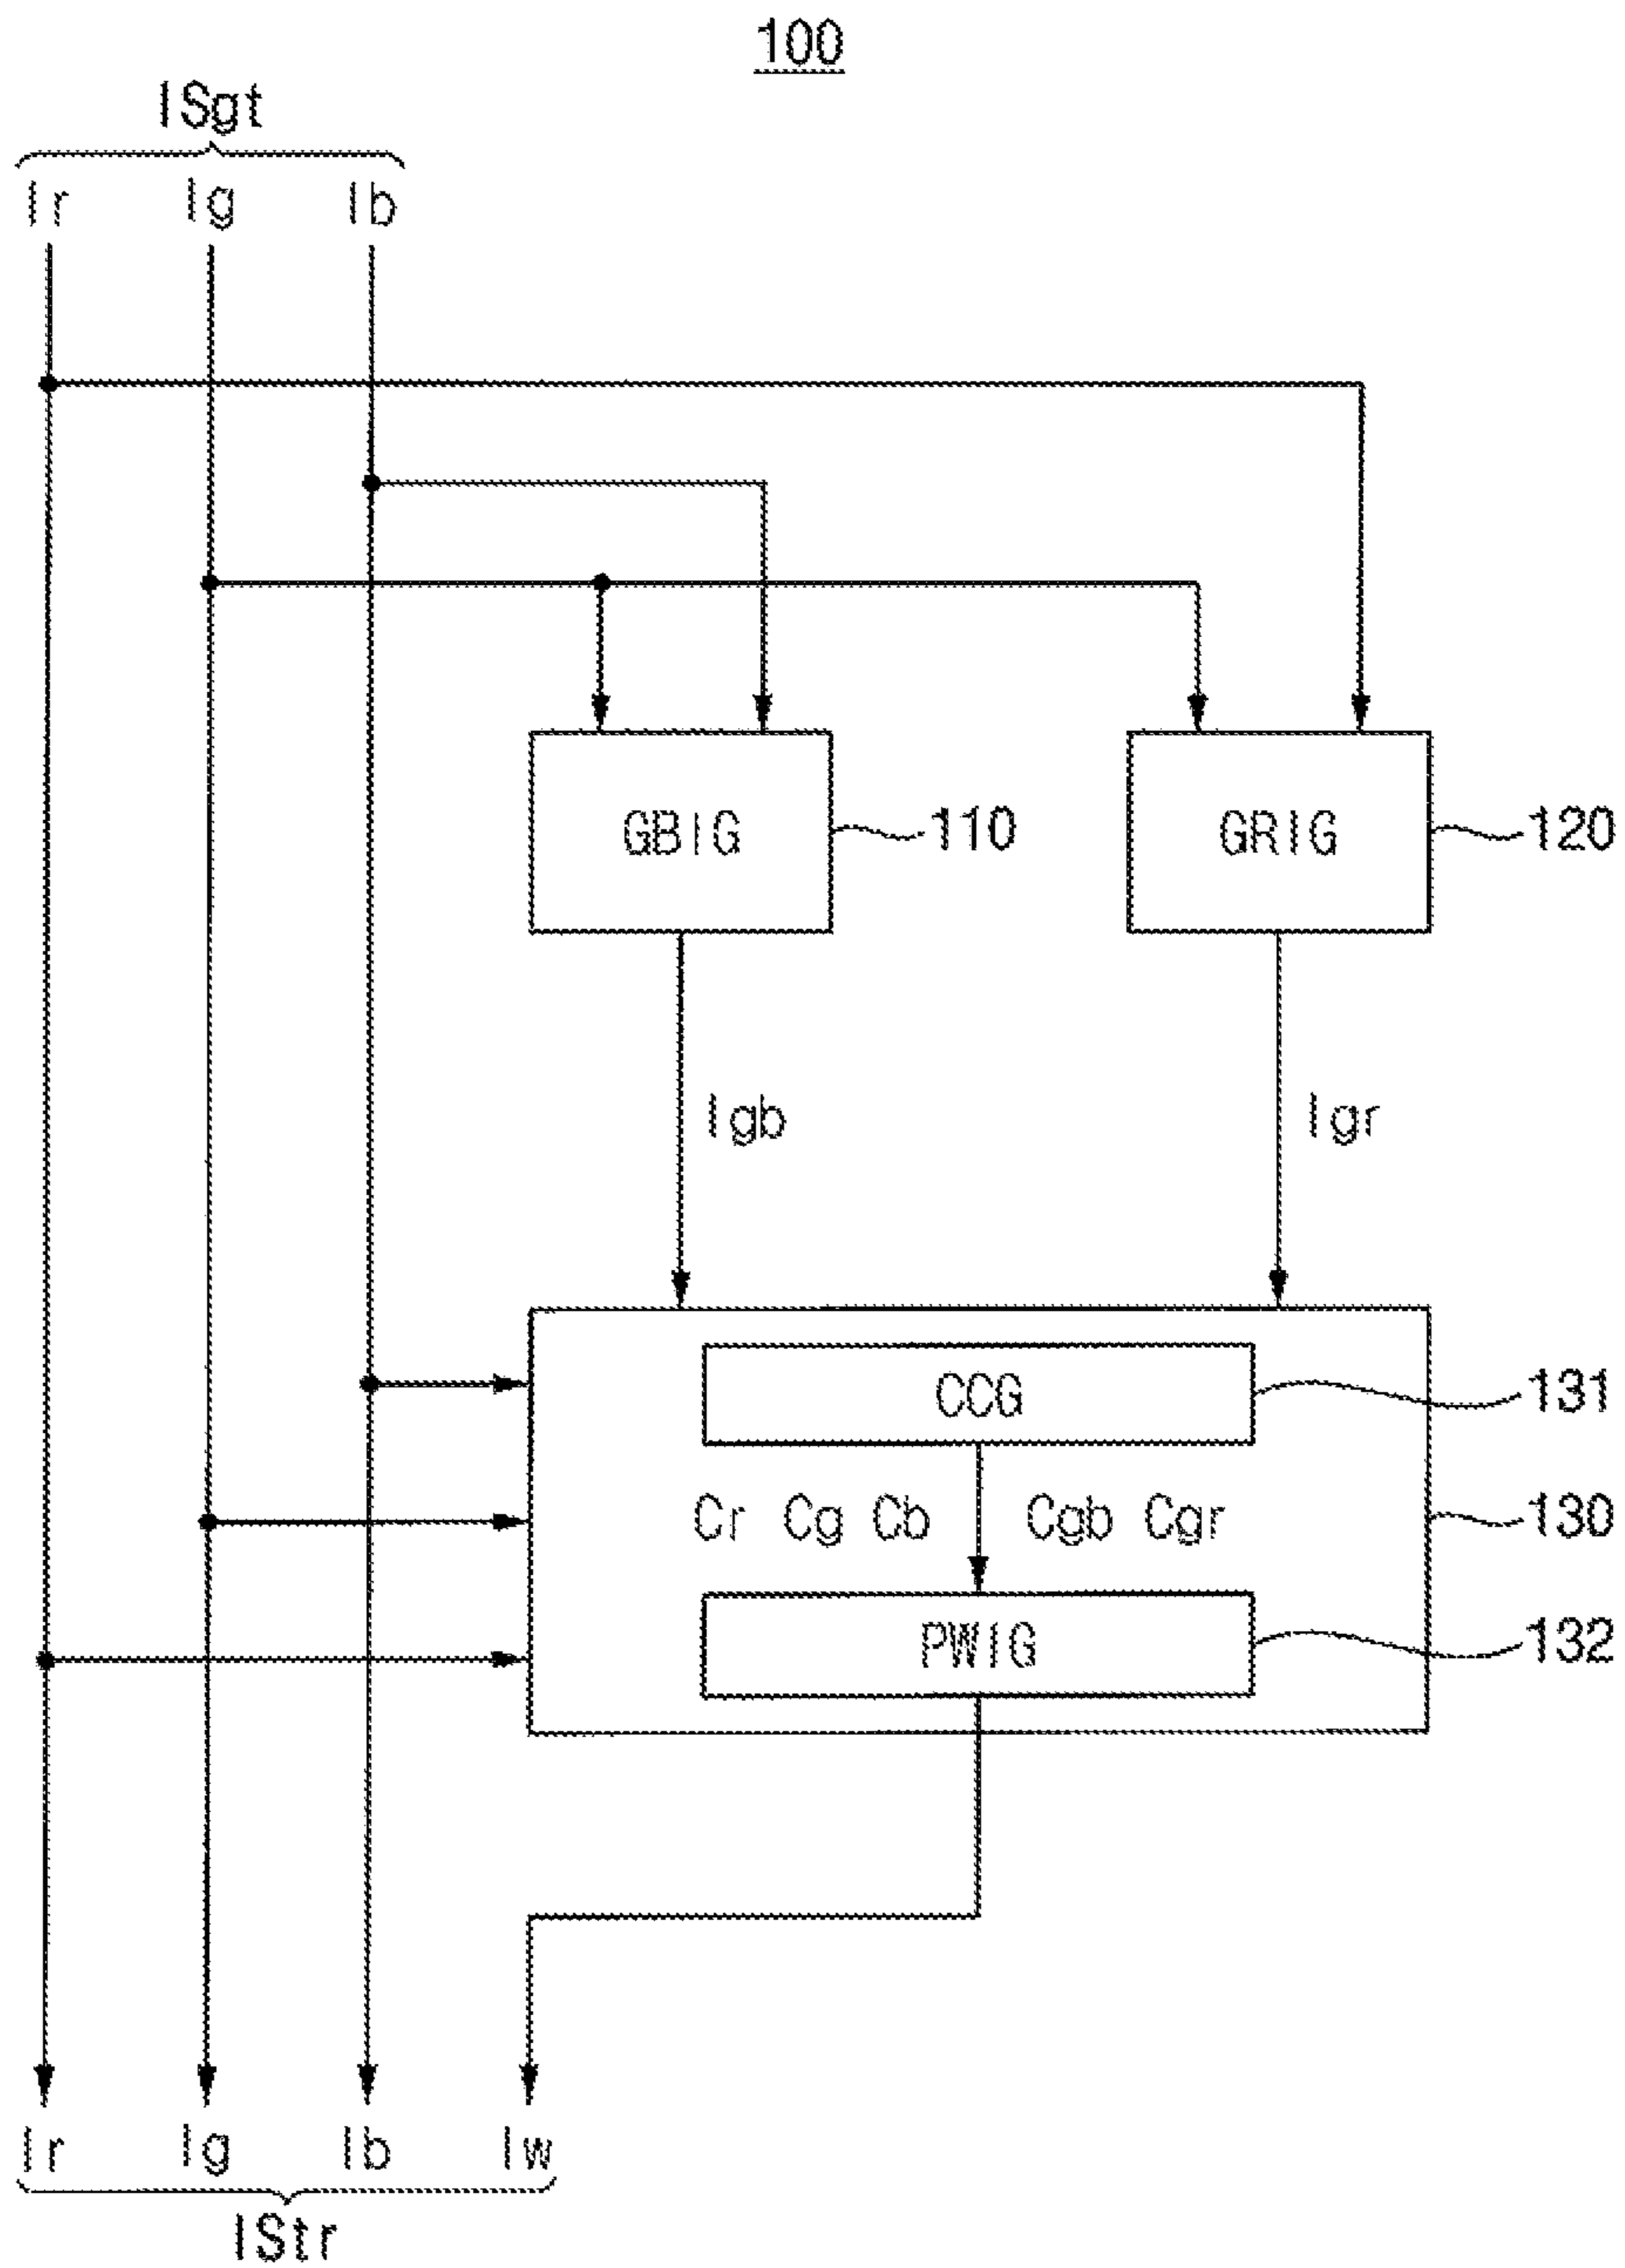 100
ISgt
Ir Ig Ib
GBIG 110 GRIG 120
Igb Igr
CCG 131
Cr Cg Cb Cgb Cgr 130
PWIG 132
Ir Ig Ib Iw
IStr